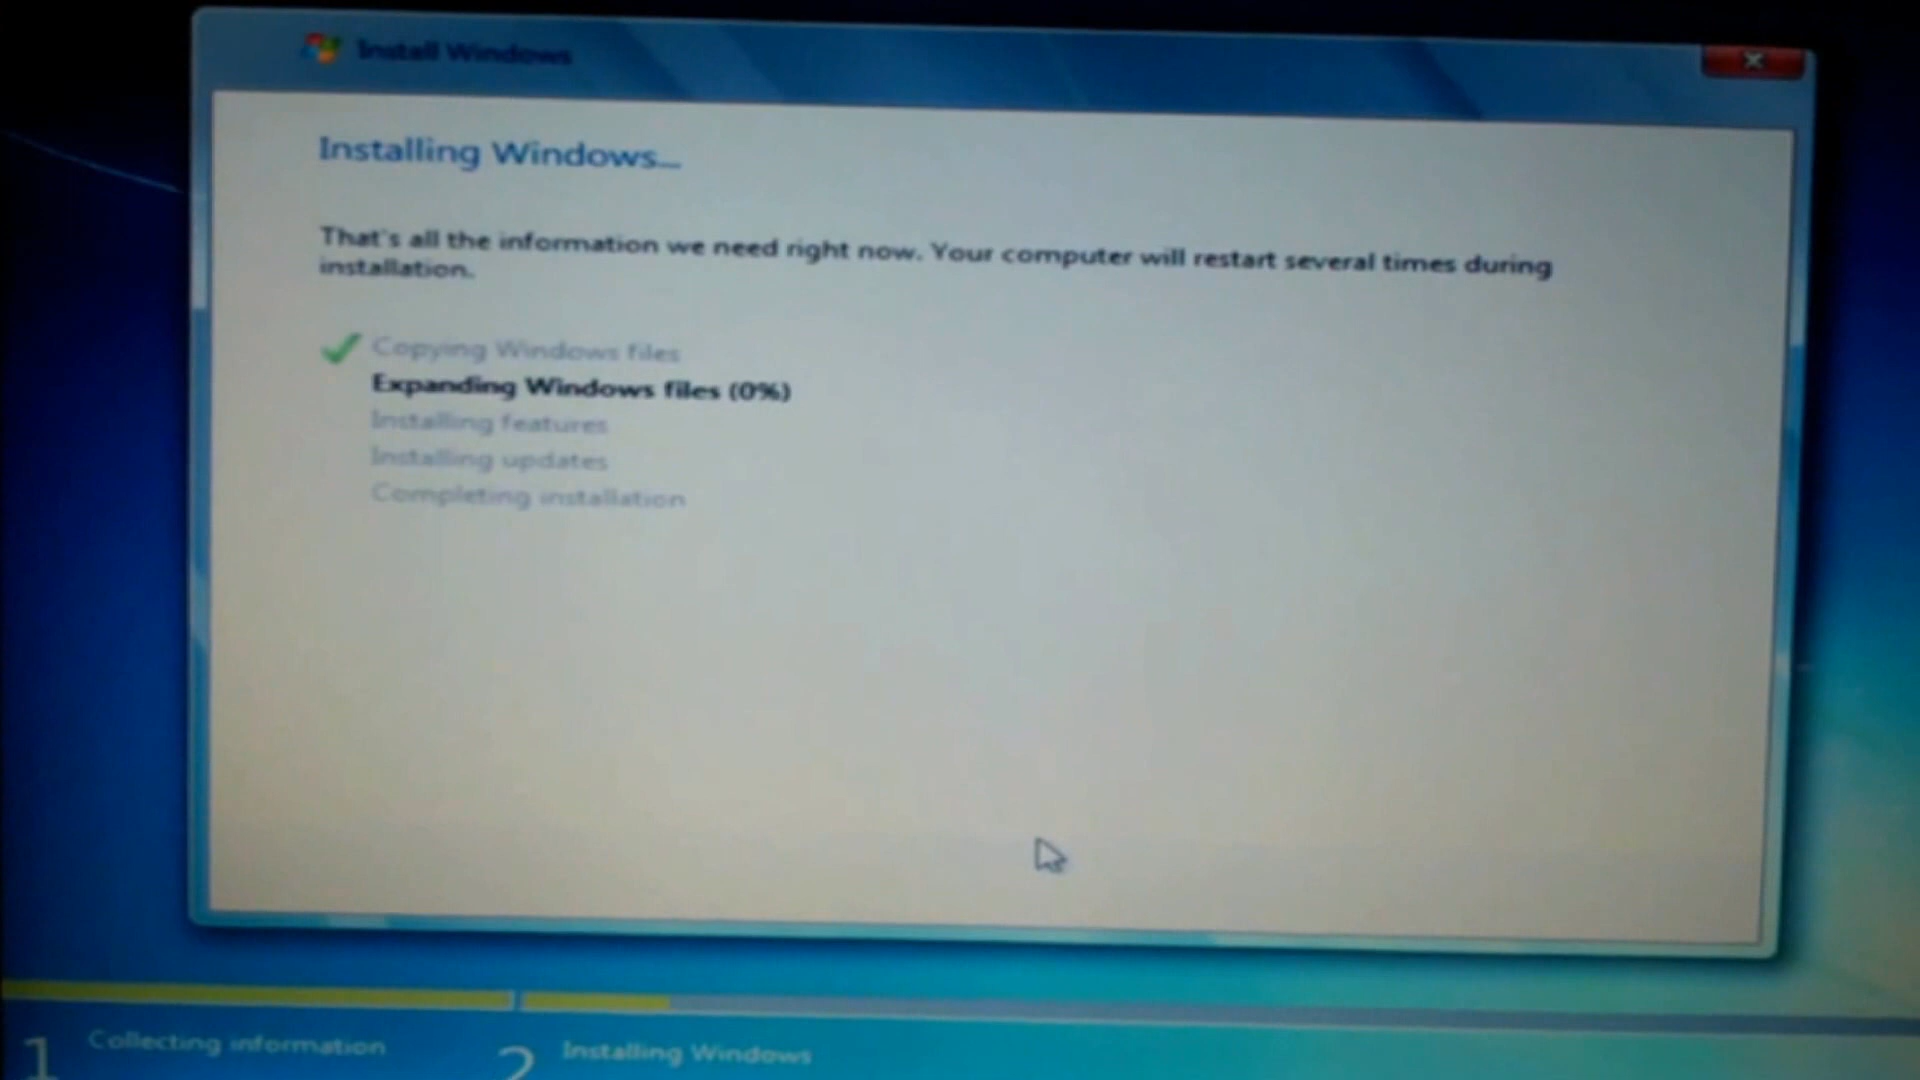 Install Windows
Installing Windows...
That's all the information we need right now. Your computer will restart several times during
installation.
Copying Windows files
Expanding Windows files (0%)
Installing features
Installing updates
Completing installation
1 Collecting information
2 Installing Windows